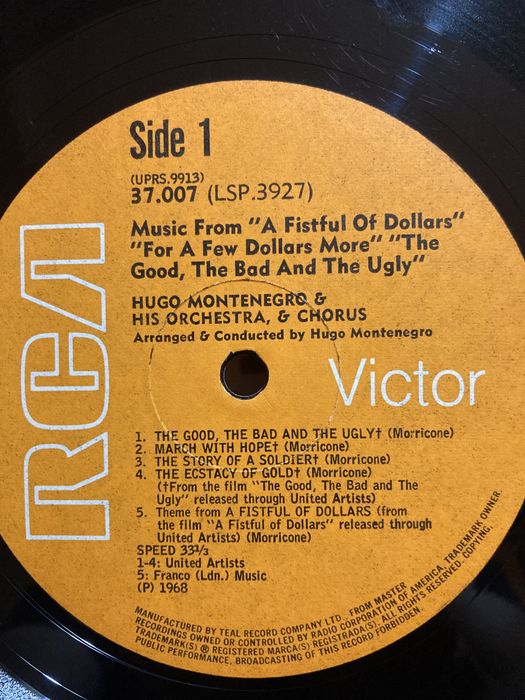 Side 1
(UPRS.9913)
37.007 (LSP.3927)
Music From "A Fistful Of Dollars"
"For A Few Dollars More" "The
Good, The Bad And The Ugly"
HUGO MONTENEGRO &
HIS ORCHESTRA, & CHORUS
Arranged & Conducted by Hugo Montenegro
RCA
Victor
1. THE GOOD, THE BAD AND THE UGLY† (Morricone)
2. MARCH WITH HOPE† (Morricone)
3. THE STORY OF A SOLDIER† (Morricone)
4. THE ECSTACY OF GOLD† (Morricone)
(†From the film "The Good, The Bad and The
Ugly" released through United Artists)
5. Theme from A FISTFUL OF DOLLARS (from
the film "A Fistful of Dollars" released through
United Artists) (Morricone)
SPEED 33⅓
1-4: United Artists
5: Franco (Ldn.) Music
(P) 1968
MANUFACTURED BY TEAL RECORD COMPANY LTD. FROM MASTER
RECORDINGS OWNED OR CONTROLLED BY RADIO CORPORATION OF AMERICA, TRADEMARK OWNER.
TRADEMARK(S) ® REGISTERED MARCA(S) REGISTRADA(S). ALL RIGHTS RESERVED. COPYING,
PUBLIC PERFORMANCE, BROADCASTING OF THIS RECORD FORBIDDEN.